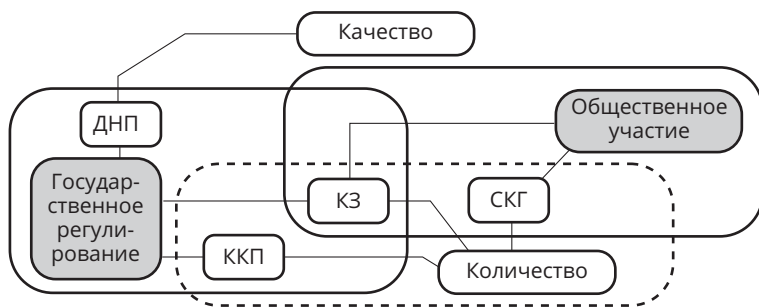 Качество
ДНП
Общественное
участие
Государ-
ственное
регули-
рование
КЗ
СКГ
ККП
Количество